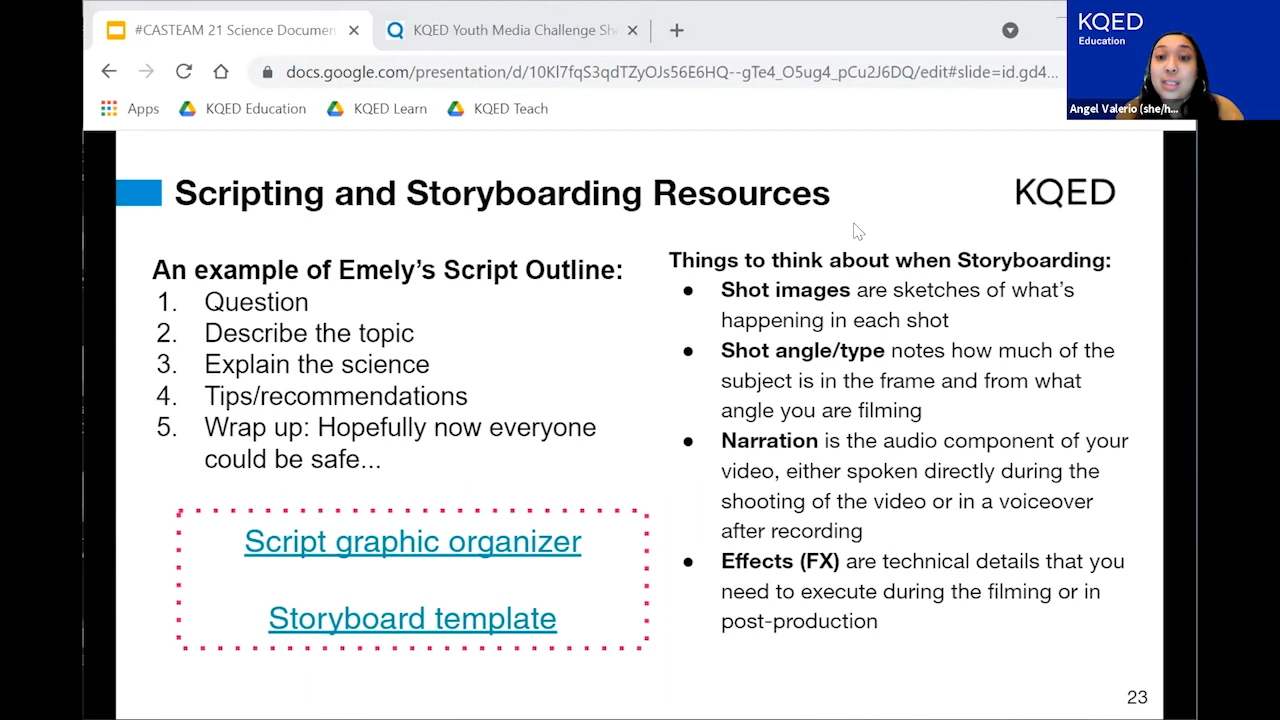 #CASTEAM 21 Science Documen
KQED Youth Media Challenge Sh
docs.google.com/presentation/d/10Kl7fqS3qdTZyOJs56E6HQ--gTe4_O5ug4_pCu2J6DQ/edit#slide=id.gd4...
Apps
KQED Education
KQED Learn
KQED Teach
KQED
Education
Angel Valerio (she/h...
Scripting and Storyboarding Resources
KQED
An example of Emely’s Script Outline:
1. Question
2. Describe the topic
3. Explain the science
4. Tips/recommendations
5. Wrap up: Hopefully now everyone
could be safe...
Script graphic organizer
Storyboard template
Things to think about when Storyboarding:
● Shot images are sketches of what’s
happening in each shot
● Shot angle/type notes how much of the
subject is in the frame and from what
angle you are filming
● Narration is the audio component of your
video, either spoken directly during the
shooting of the video or in a voiceover
after recording
● Effects (FX) are technical details that you
need to execute during the filming or in
post-production
23